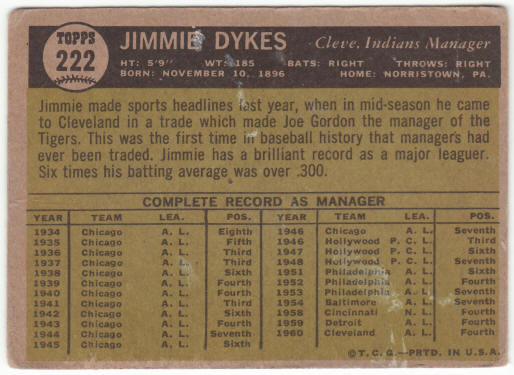 TOPPS
222
JIMMIE DYKES Cleve. Indians Manager
HT: 5'9" WT: 185 BATS: RIGHT THROWS: RIGHT
BORN: NOVEMBER 10, 1896 HOME: NORRISTOWN, PA.
Jimmie made sports headlines last year, when in mid-season he came
to Cleveland in a trade which made Joe Gordon the manager of the
Tigers. This was the first time in baseball history that managers had
ever been traded. Jimmie has a brilliant record as a major leaguer.
Six times his batting average was over .300.
COMPLETE RECORD AS MANAGER
YEAR TEAM LEA. POS. YEAR TEAM LEA. POS.
1934 Chicago A. L. Eighth 1946 Chicago A. L. Seventh
1935 Chicago A. L. Fifth 1946 Hollywood P. C. L. Third
1936 Chicago A. L. Third 1947 Hollywood P. C. L. Sixth
1937 Chicago A. L. Third 1948 Hollywood P. C. L. Seventh
1938 Chicago A. L. Sixth 1951 Philadelphia A. L. Sixth
1939 Chicago A. L. Fourth 1952 Philadelphia A. L. Fourth
1940 Chicago A. L. Fourth 1953 Philadelphia A. L. Seventh
1941 Chicago A. L. Third 1954 Baltimore A. L. Seventh
1942 Chicago A. L. Sixth 1958 Cincinnati N. L. Fourth
1943 Chicago A. L. Fourth 1959 Detroit A. L. Fourth
1944 Chicago A. L. Seventh 1960 Cleveland A. L. Fourth
1945 Chicago A. L. Sixth
© T. C. G.—PRTD. IN U.S.A.